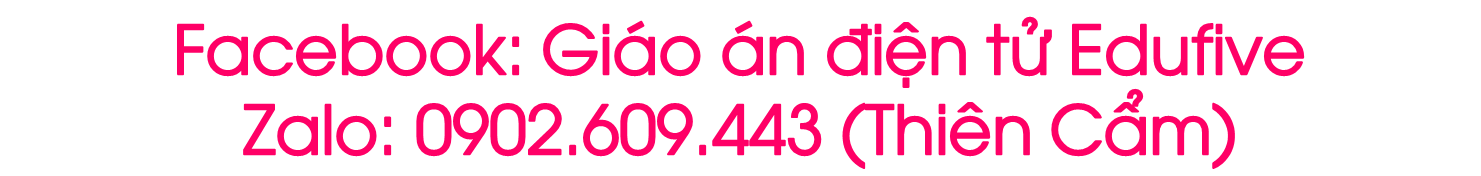 Facebook: Giáo án điện tử Edufive
Zalo: 0902.609.443 (Thiên Cẩm)